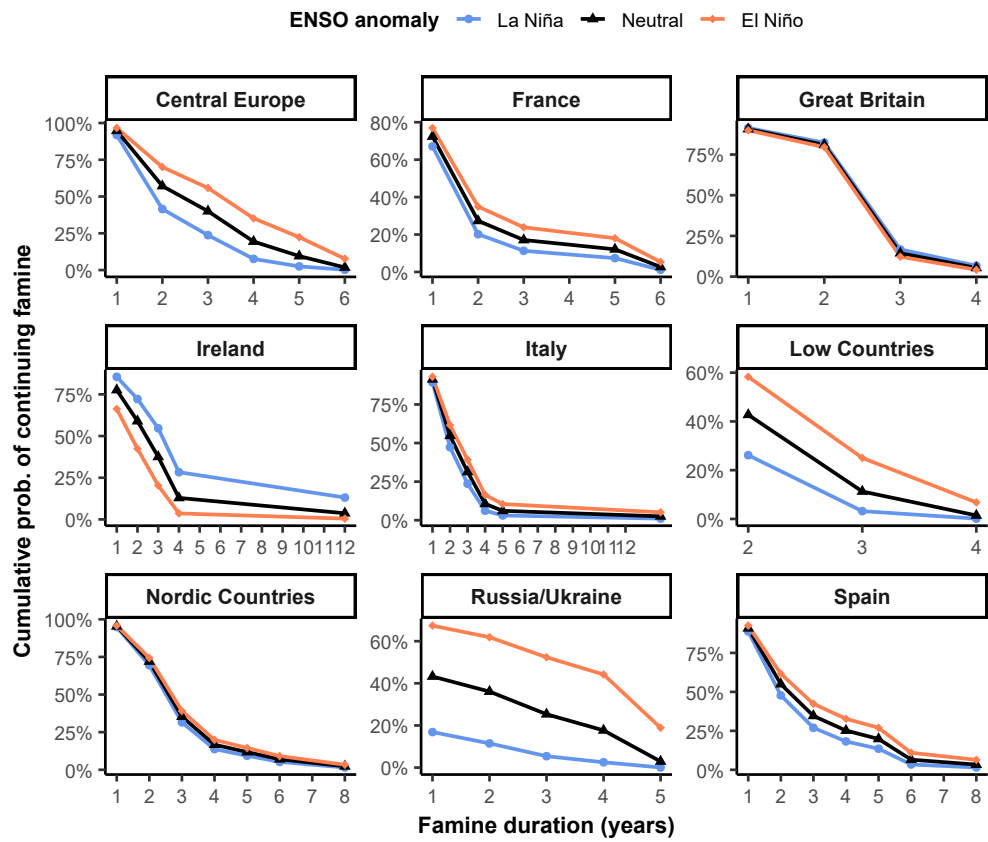 ENSO anomaly La Niña Neutral El Niño
Central Europe France Great Britain
100%
75%
50%
25%
0%
1 2 3 4 5 6
80%
60%
40%
20%
0%
1 2 3 4 5 6
75%
50%
25%
0%
1 2 3 4
Ireland Italy Low Countries
75%
50%
25%
0%
1 2 3 4 5 6 7 8 9 10 11 12
75%
50%
25%
0%
1 2 3 4 5 6 7 8 9 10 11 12
60%
40%
20%
0%
2 3 4
Nordic Countries Russia/Ukraine Spain
100%
75%
50%
25%
0%
1 2 3 4 5 6 7 8
60%
40%
20%
0%
1 2 3 4 5
75%
50%
25%
0%
1 2 3 4 5 6 7 8
Cumulative prob. of continuing famine
Famine duration (years)